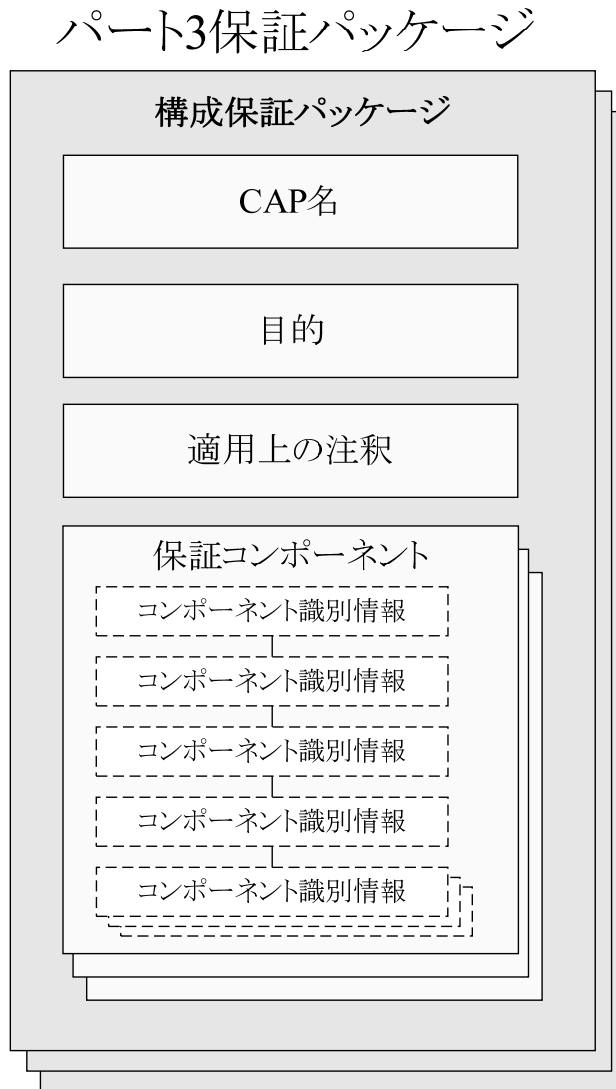 パート3保証パッケージ
構成保証パッケージ
CAP名
目的
適用上の注釈
保証コンポーネント
コンポーネント識別情報
コンポーネント識別情報
コンポーネント識別情報
コンポーネント識別情報
コンポーネント識別情報